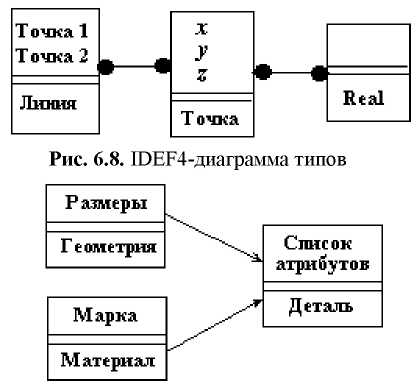 Точка 1
Точка 2
Линия
x
y
z
Точка
Real
Рис. 6.8. IDEF4-диаграмма типов
Размеры
Геометрия
Марка
Материал
Список
атрибутов
Деталь